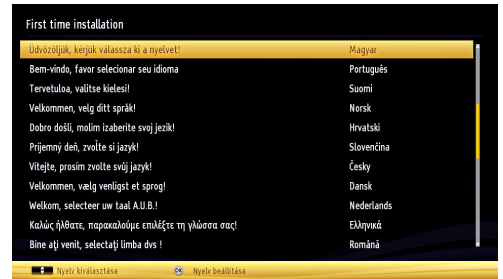 First time installation
Üdvözöljük, kérjük válassza ki a nyelvet! Magyar
Bem-vindo, favor selecionar seu idioma Português
Tervetuloa, valitse kielesi! Suomi
Velkommen, velg ditt språk! Norsk
Dobro došli, molim izaberite svoj jezik! Hrvatski
Príjemný deň, zvoľte si jazyk! Slovenčina
Vítejte, prosím zvolte svůj jazyk! Česky
Velkommen, vælg venligst et sprog! Dansk
Welkom, selecteer uw taal A.U.B.! Nederlands
Καλώς ήλθατε, παρακαλούμε επιλέξτε τη γλώσσα σας! Ελληνικά
Bine aţi venit, selectaţi limba dvs ! Română
Nyelv kiválasztása OK Nyelv beállítása